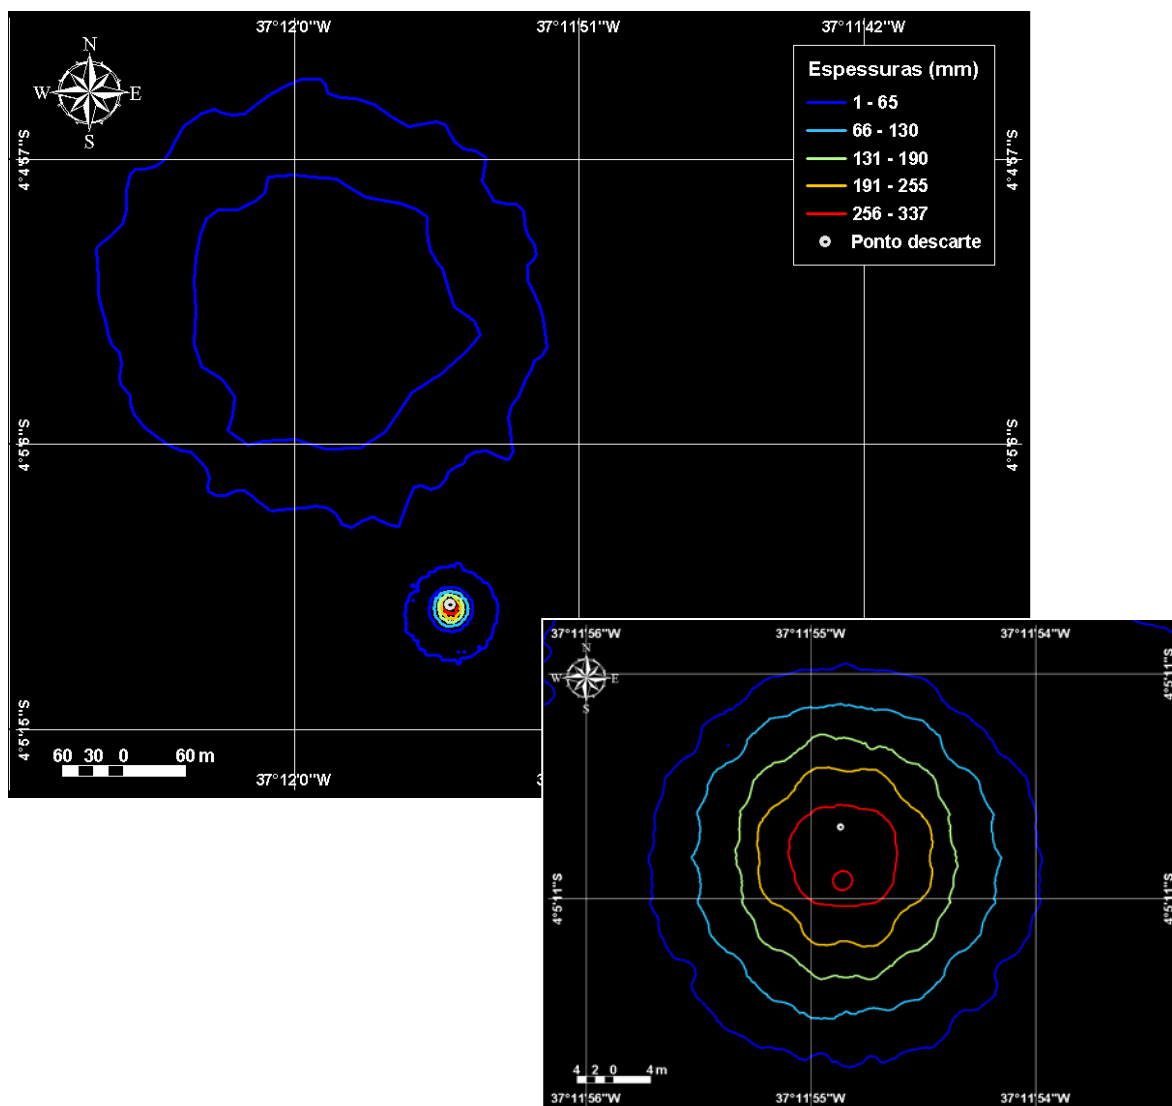 37°12'0"W 37°11'51"W 37°11'42"W
N
W E
S
Espessuras (mm)
1 - 65
66 - 130
131 - 190
191 - 255
256 - 337
Ponto descarte
4°4'57"S 4°4'57"S
4°5'6"S 4°5'6"S
4°5'15"S
60 30 0 60 m
37°12'0"W
37°11'56"W 37°11'55"W 37°11'54"W
N
W E
S
4°5'11"S 4°5'11"S
4°5'11"S 4°5'11"S
4 2 0 4 m
37°11'56"W 37°11'55"W 37°11'54"W